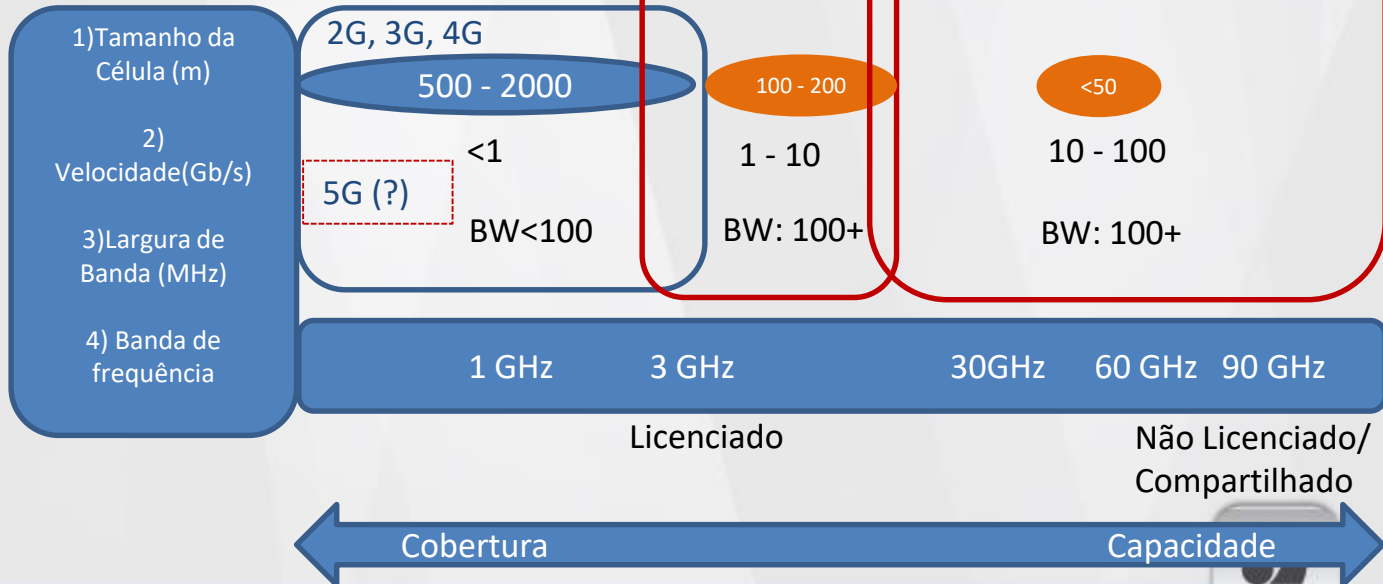 1)Tamanho da
Célula (m)
2)
Velocidade(Gb/s)
3)Largura de
Banda (MHz)
4) Banda de
frequência
2G, 3G, 4G
500 - 2000
100 - 200
<50
<1
1 - 10
10 - 100
5G (?)
BW<100
BW: 100+
BW: 100+
1 GHz
3 GHz
30GHz
60 GHz
90 GHz
Licenciado
Não Licenciado/
Compartilhado
Cobertura
Capacidade